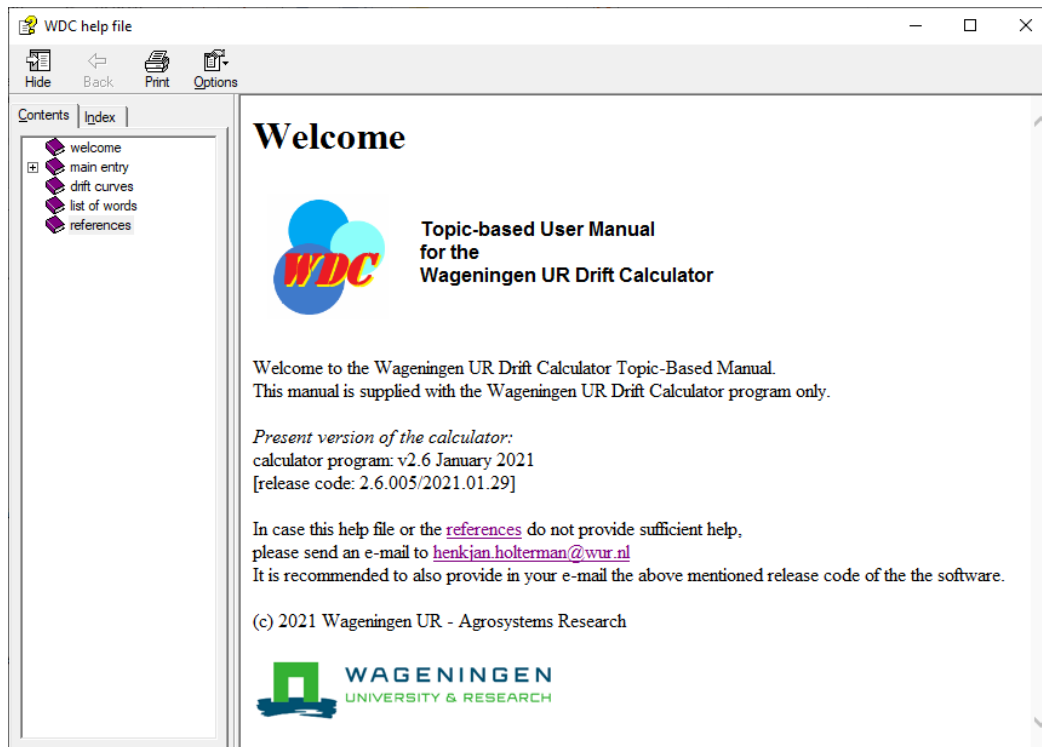 WDC help file
Hide
Back
Print
Options
Contents
Index
welcome
main entry
drift curves
list of words
references
Welcome
WDC
Topic-based User Manual
for the
Wageningen UR Drift Calculator
Welcome to the Wageningen UR Drift Calculator Topic-Based Manual.
This manual is supplied with the Wageningen UR Drift Calculator program only.
Present version of the calculator:
calculator program: v2.6 January 2021
[release code: 2.6.005/2021.01.29]
In case this help file or the references do not provide sufficient help,
please send an e-mail to henkjan.holterman@wur.nl
It is recommended to also provide in your e-mail the above mentioned release code of the the software.
(c) 2021 Wageningen UR - Agrosystems Research
WAGENINGEN
UNIVERSITY & RESEARCH